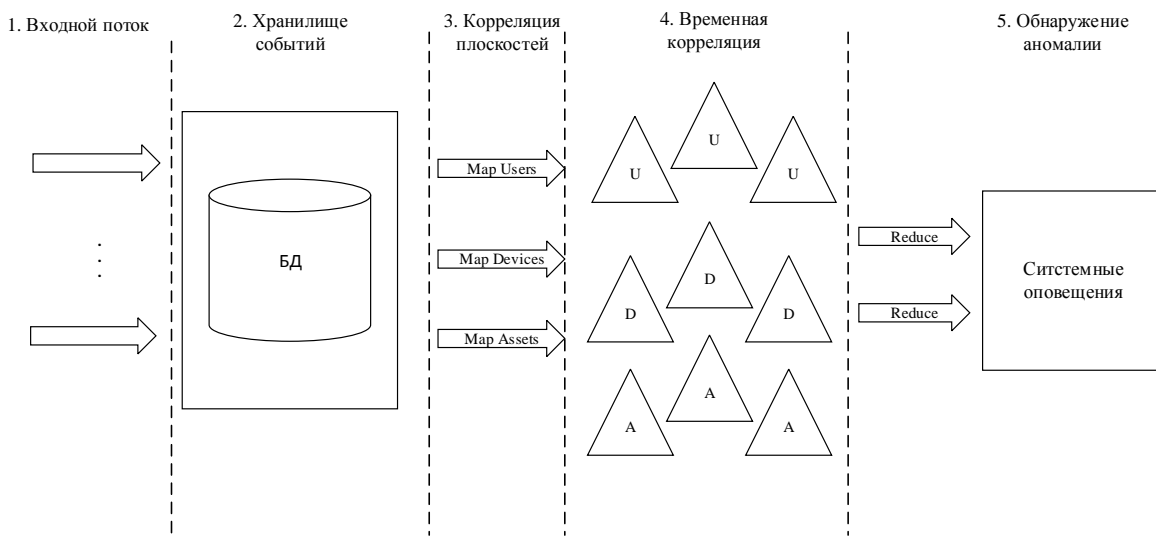 1. Входной поток
2. Хранилище
событий
3. Корреляция
плоскостей
4. Временная
корреляция
5. Обнаружение
аномалии
БД
Map Users
Map Devices
Map Assets
U
U
U
D
D
D
A
A
A
Reduce
Reduce
Ситстемные
оповещения